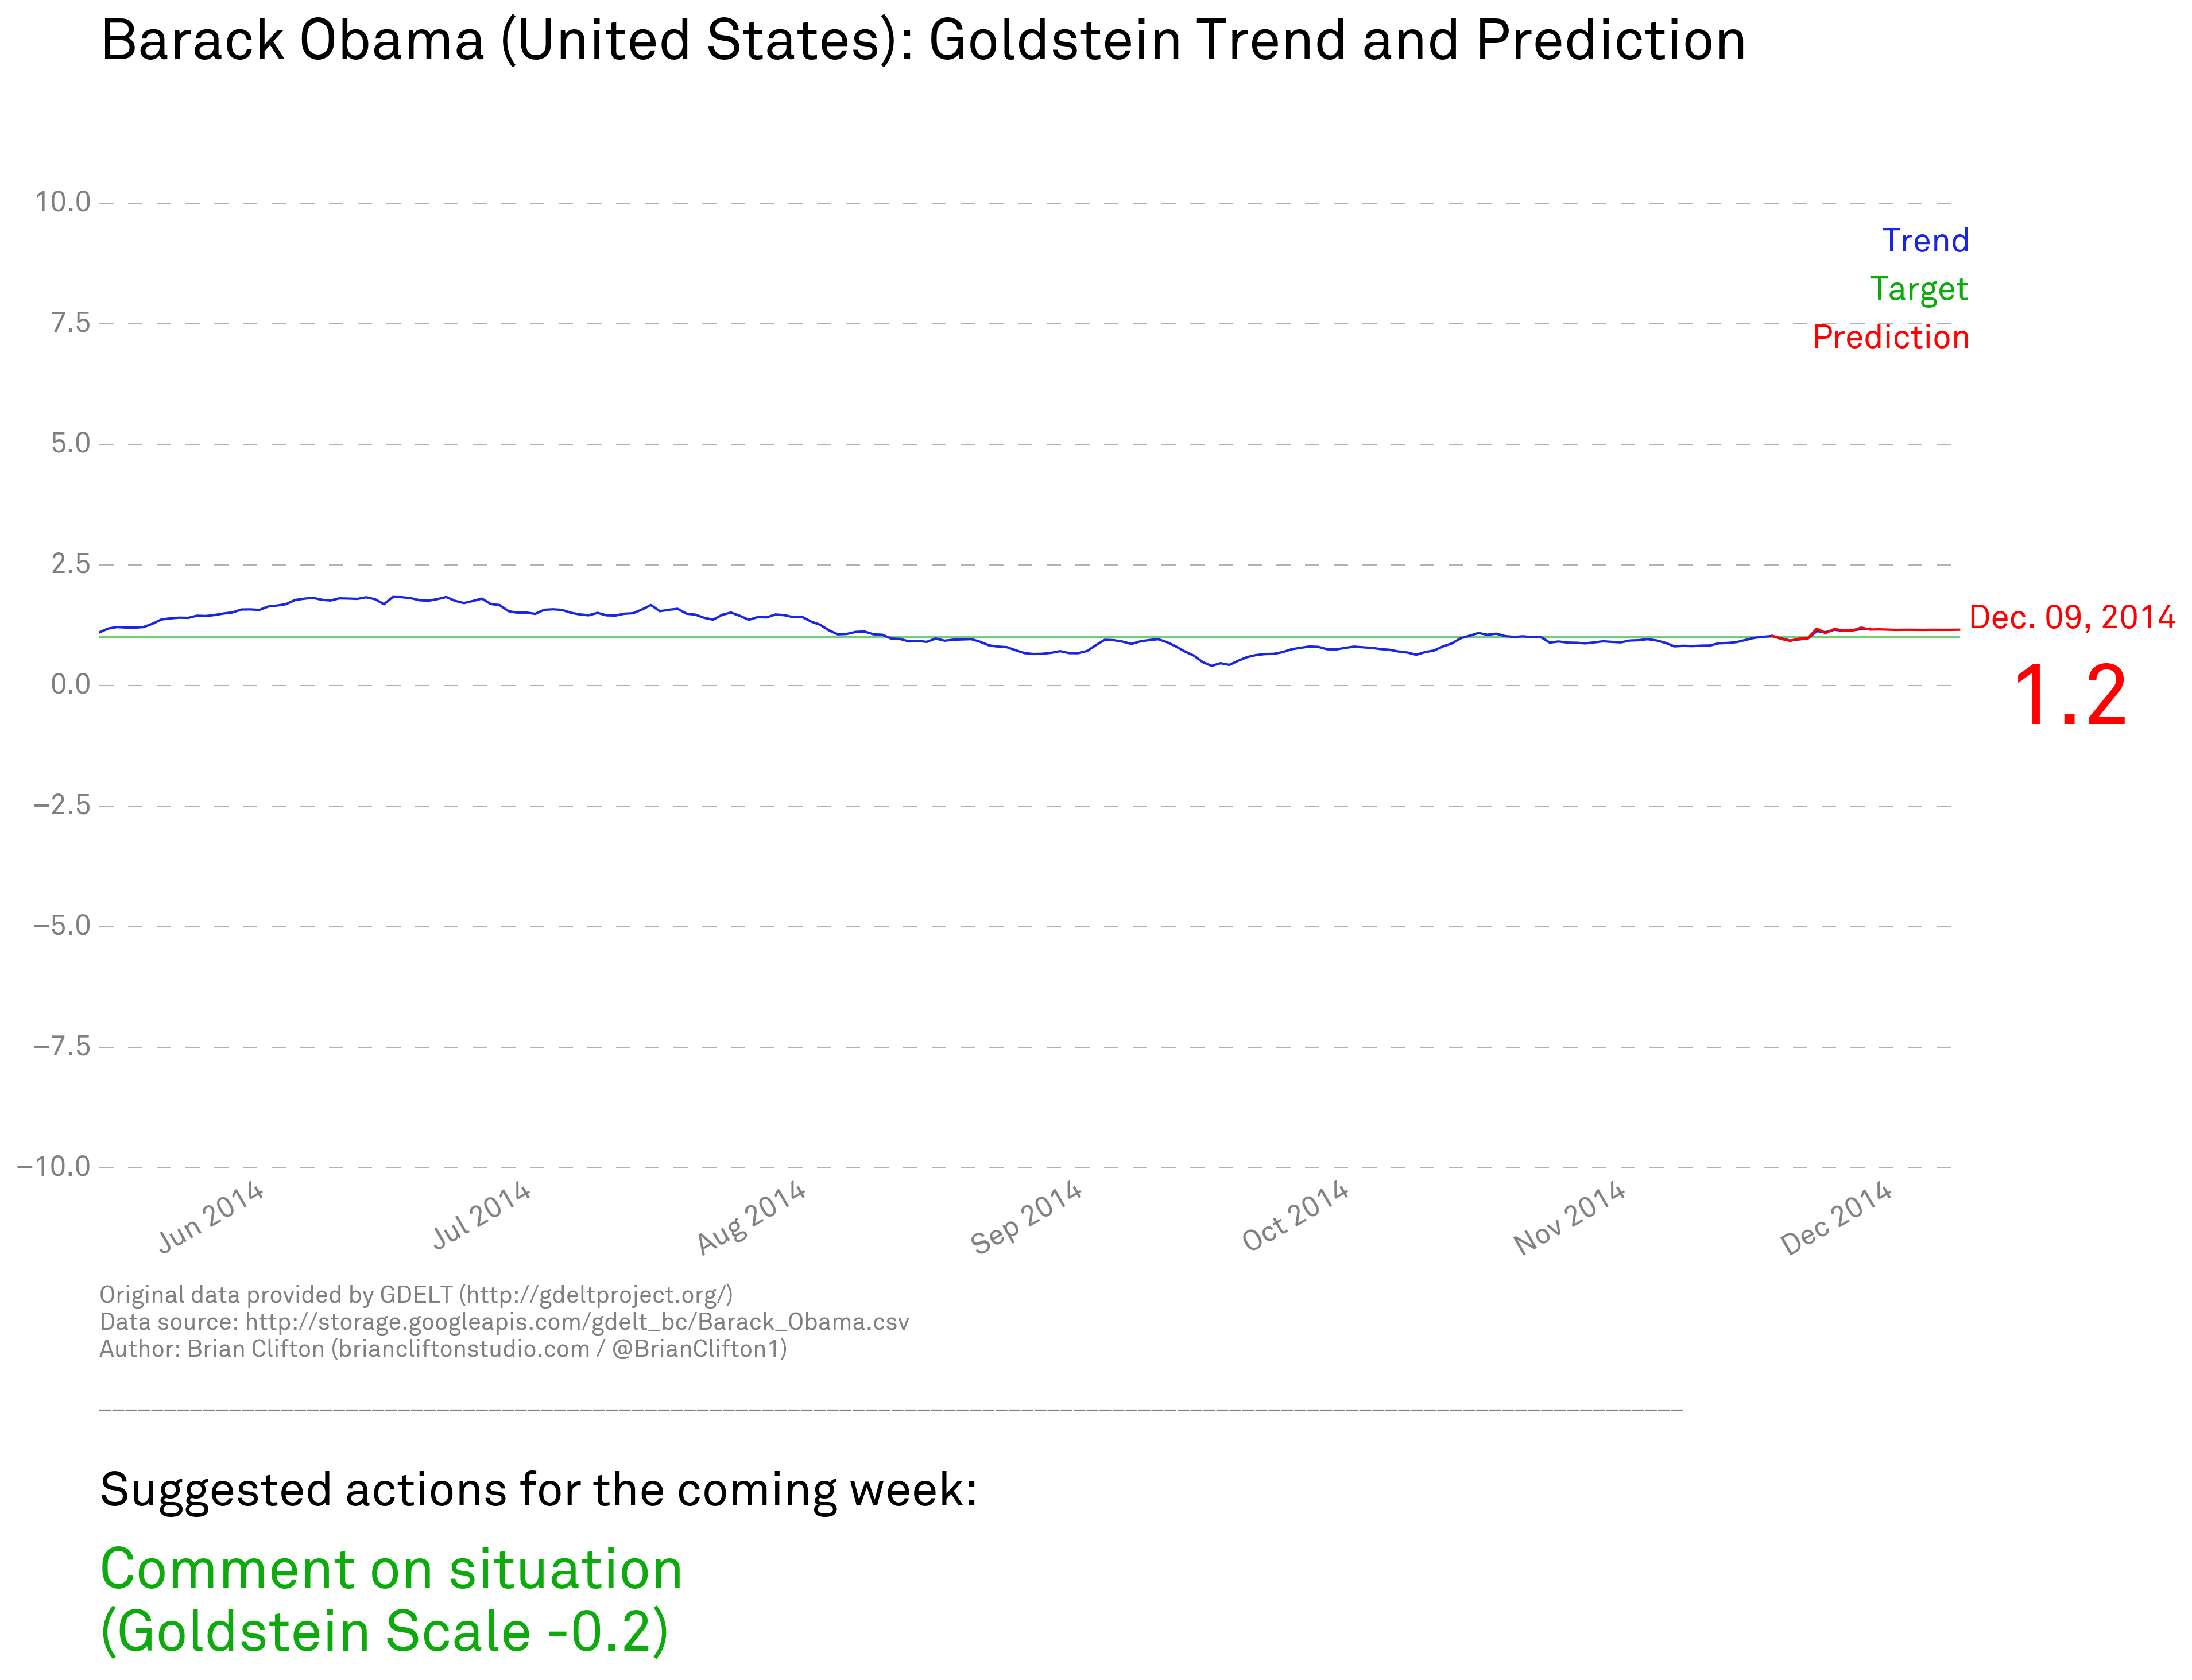 Barack Obama (United States): Goldstein Trend and Prediction
10.0
Trend
Target
7.5
Prediction
5.0
2.5
Dec. 09, 2014
0.0
1.2
−2.5
−5.0
−7.5
−10.0
Jun 2014
Jul 2014
Aug 2014
Sep 2014
Oct 2014
Nov 2014
Dec 2014
Original data provided by GDELT (http://gdeltproject.org/)
Data source: http://storage.googleapis.com/gdelt_bc/Barack_Obama.csv
Author: Brian Clifton (briancliftonstudio.com / @BrianClifton1)
Suggested actions for the coming week:
Comment on situation
(Goldstein Scale -0.2)